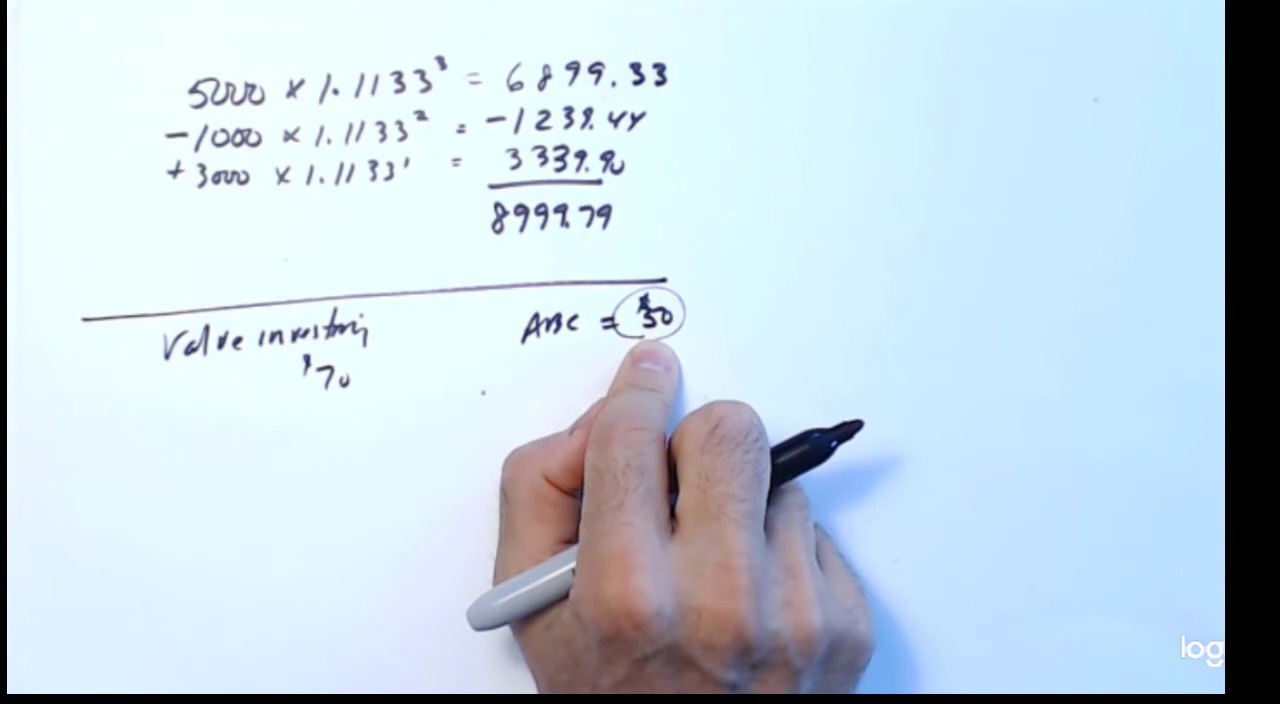 5000 × 1.1133³ = 6899.33
-1000 × 1.1133² = -1239.44
+3000 × 1.1133¹ = 3339.90
8999.79
Value investing
$70
ABC = $50
log